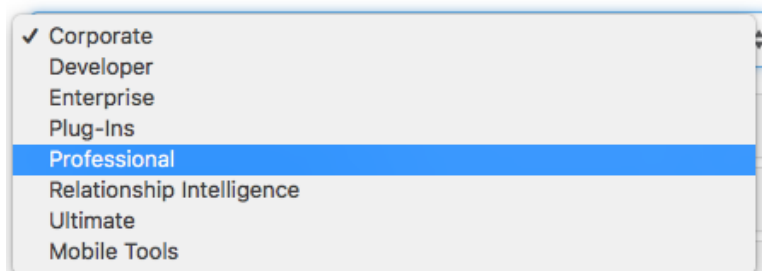 Corporate
Developer
Enterprise
Plug-Ins
Professional
Relationship Intelligence
Ultimate
Mobile Tools